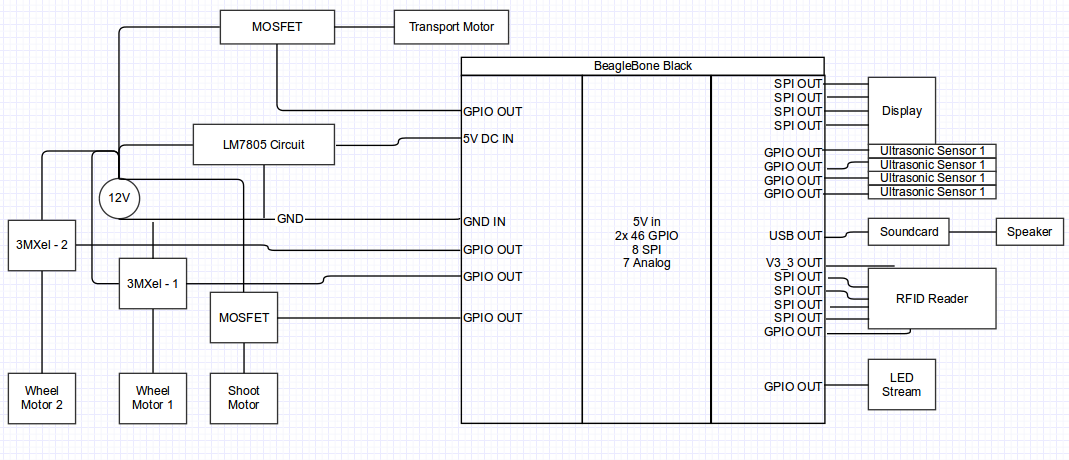 MOSFET
Transport Motor
BeagleBone Black
GPIO OUT
LM7805 Circuit
5V DC IN
12V
GND
GND IN
3MXel - 2
GPIO OUT
3MXel - 1
GPIO OUT
MOSFET
GPIO OUT
Wheel
Motor 2
Wheel
Motor 1
Shoot
Motor
5V in
2x 46 GPIO
8 SPI
7 Analog
SPI OUT
SPI OUT
SPI OUT
SPI OUT
Display
GPIO OUT
Ultrasonic Sensor 1
GPIO OUT
Ultrasonic Sensor 1
GPIO OUT
Ultrasonic Sensor 1
GPIO OUT
Ultrasonic Sensor 1
USB OUT
Soundcard
Speaker
V3_3 OUT
SPI OUT
SPI OUT
SPI OUT
SPI OUT
GPIO OUT
RFID Reader
GPIO OUT
LED
Stream